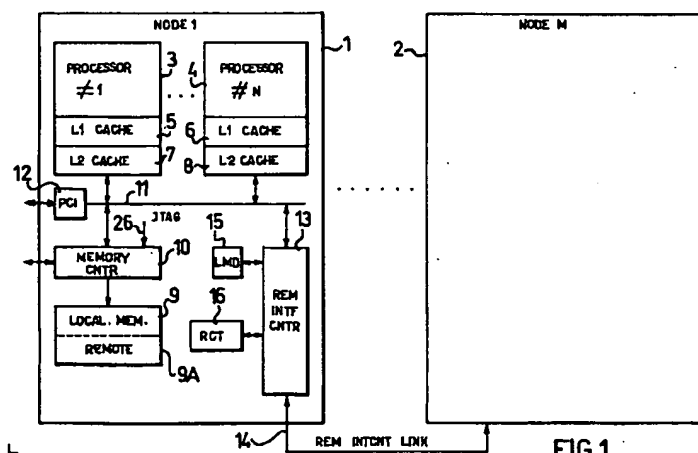 NODE 1
1
PROCESSOR
≠1
3
4
PROCESSOR
# N
L1 CACHE
5
6
L1 CACHE
L2 CACHE
7
8
L2 CACHE
12
PCI
11
26
JTAG
10
MEMORY
CNTR
15
LMD
13
REM
INTF
CNTR
16
RCT
9
LOCAL. MEM.
REMOTE
9A
14
REM INTCNT LINK
2
NODE M
FIG.1